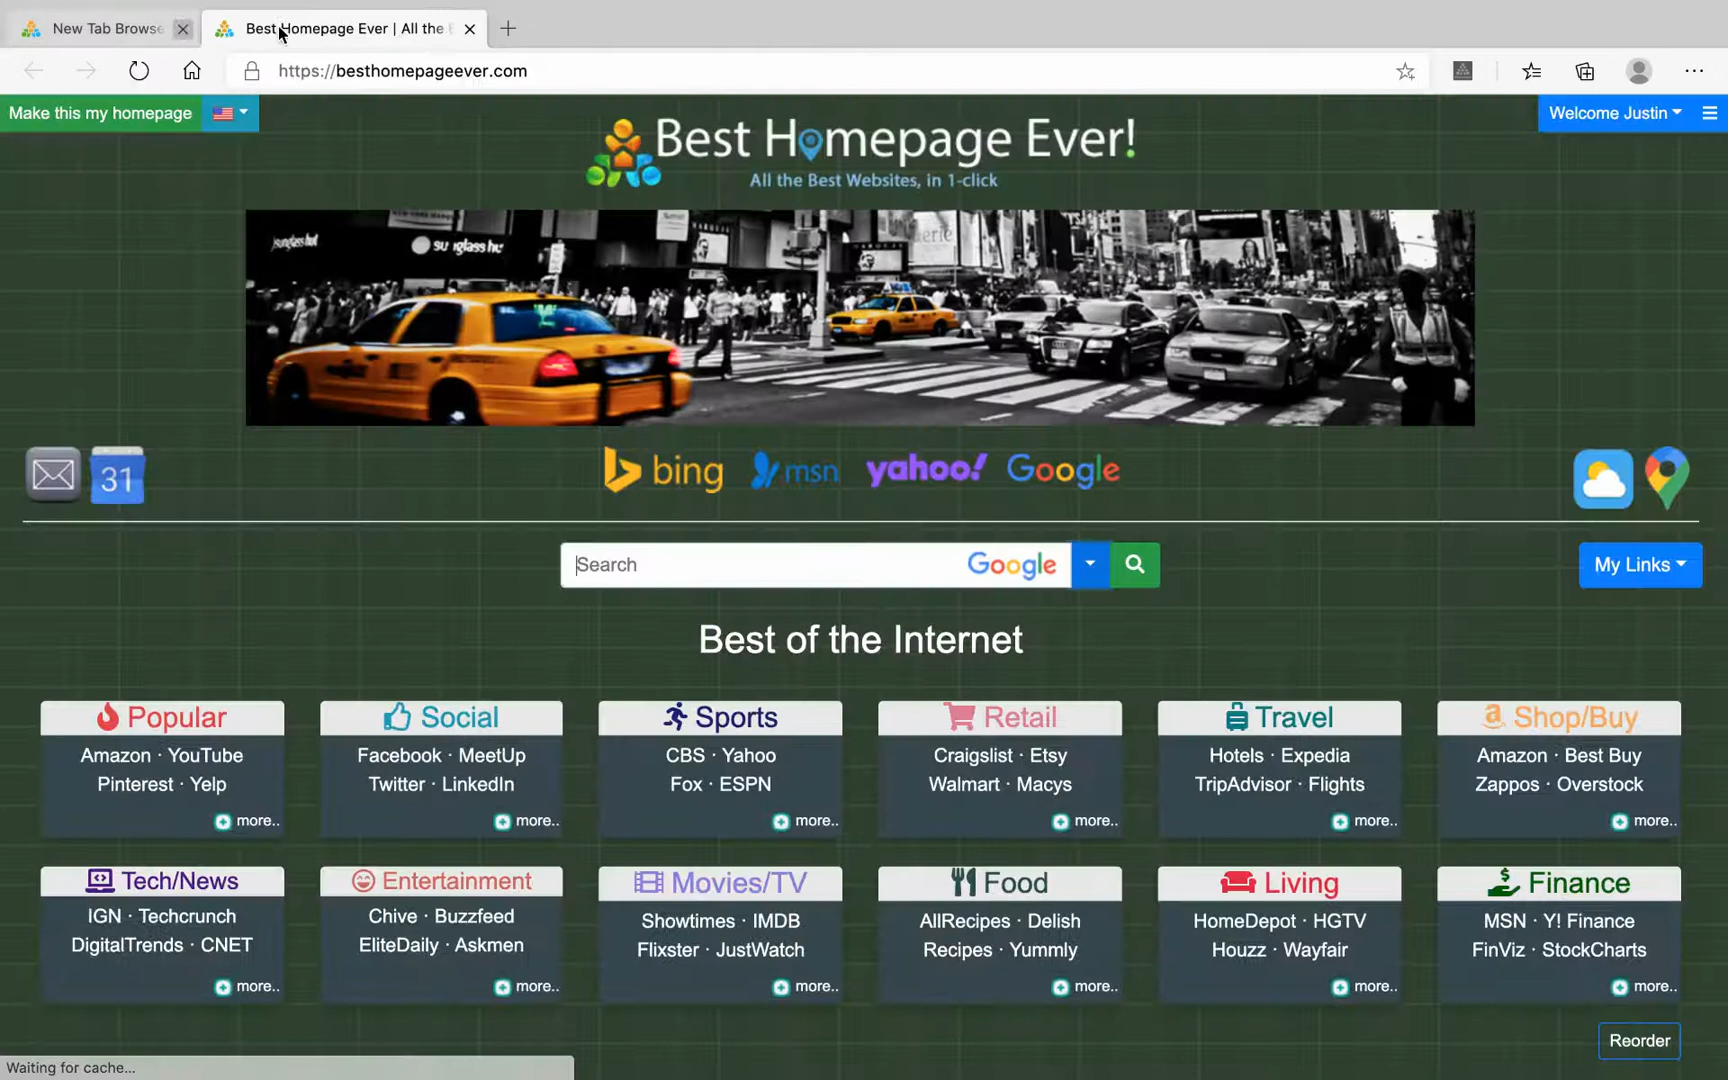 New Tab Browse
Best Homepage Ever | All the
https://besthomepageever.com
Make this my homepage
Welcome Justin
Best Homepage Ever!
All the Best Websites, in 1-click
sunglass hut
sunglass hu
31
bing
msn
yahoo!
Google
Search
Google
My Links
Best of the Internet
Popular
Amazon · YouTube
Pinterest · Yelp
more..
Social
Facebook · MeetUp
Twitter · LinkedIn
more..
Sports
CBS · Yahoo
Fox · ESPN
more..
Retail
Craigslist · Etsy
Walmart · Macys
more..
Travel
Hotels · Expedia
TripAdvisor · Flights
more..
Shop/Buy
Amazon · Best Buy
Zappos · Overstock
more..
Tech/News
IGN · Techcrunch
DigitalTrends · CNET
more..
Entertainment
Chive · Buzzfeed
EliteDaily · Askmen
more..
Movies/TV
Showtimes · IMDB
Flixster · JustWatch
more..
Food
AllRecipes · Delish
Recipes · Yummly
more..
Living
HomeDepot · HGTV
Houzz · Wayfair
more..
Finance
MSN · Y! Finance
FinViz · StockCharts
more..
Reorder
Waiting for cache...